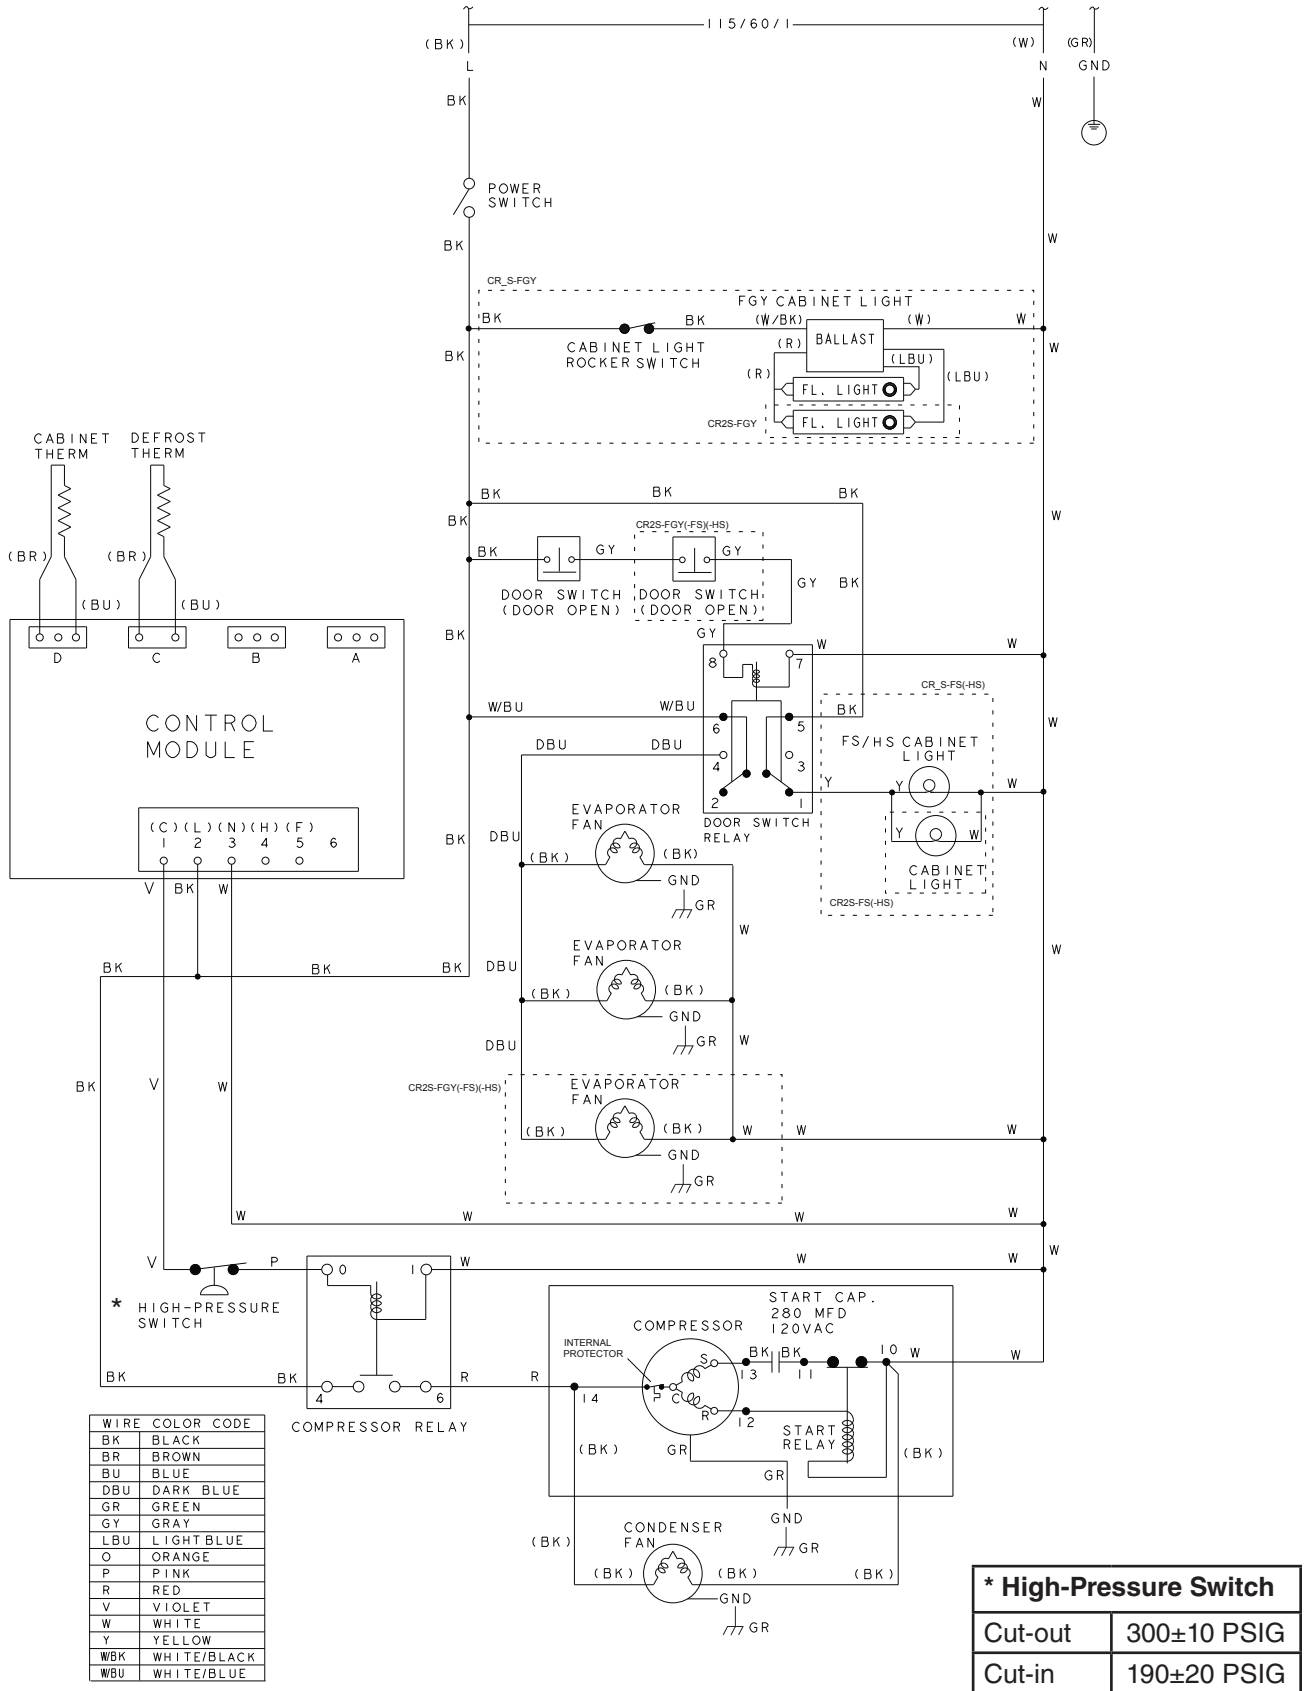 115/60/1
(BK)
(W)
(GR)
L
N
GND
BK
W
POWER
SWITCH
BK
W
CR_S-FGY
FGY CABINET LIGHT
BK
BK
(W/BK)
(W)
W
BALLAST
CABINET LIGHT
ROCKER SWITCH
BK
(R)
(LBU)
W
(R)
(LBU)
FL. LIGHT
FL. LIGHT
CR2S-FGY
CABINET
THERM
DEFROST
THERM
BK
BK
BK
BK
CR2S-FGY(-FS)(-HS)
W
(BR)
(BR)
BK
GY
GY
DOOR SWITCH
(DOOR OPEN)
DOOR SWITCH
(DOOR OPEN)
GY
BK
(BU)
(BU)
BK
GY
W
W
D
C
B
A
8
7
CR_S-FS(-HS)
CONTROL
MODULE
W/BU
W/BU
6
5
BK
W
FS/HS CABINET
LIGHT
DBU
DBU
4
3
Y
Y
W
2
1
DOOR SWITCH
RELAY
EVAPORATOR
FAN
(C)(L)(N)(H)(F)
1 2 3 4 5 6
BK
DBU
Y
W
(BK)
(BK)
CABINET
LIGHT
GND
GR
CR2S-FS(-HS)
V
BK
W
W
W
EVAPORATOR
FAN
BK
BK
BK
DBU
(BK)
(BK)
GND
GR
DBU
W
BK
V
W
CR2S-FGY(-FS)(-HS)
EVAPORATOR
FAN
(BK)
(BK)
W
W
W
GND
GR
W
W
W
W
W
V
P
0
1
W
W
W
* HIGH-PRESSURE
SWITCH
START CAP.
280 MFD
120VAC
COMPRESSOR
INTERNAL
PROTECTOR
S
BK
BK
10
W
W
13
11
BK
BK
4
6
R
R
14
P
C
R
12
COMPRESSOR RELAY
START
RELAY
(BK)
GR
(BK)
GR
GND
GR
CONDENSER
FAN
(BK)
(BK)
(BK)
(BK)
GND
GR
WIRE COLOR CODE
BK BLACK
BR BROWN
BU BLUE
DBU DARK BLUE
GR GREEN
GY GRAY
LBU LIGHT BLUE
O ORANGE
P PINK
R RED
V VIOLET
W WHITE
Y YELLOW
W/BK WHITE/BLACK
W/BU WHITE/BLUE
* High-Pressure Switch
Cut-out 300±10 PSIG
Cut-in 190±20 PSIG